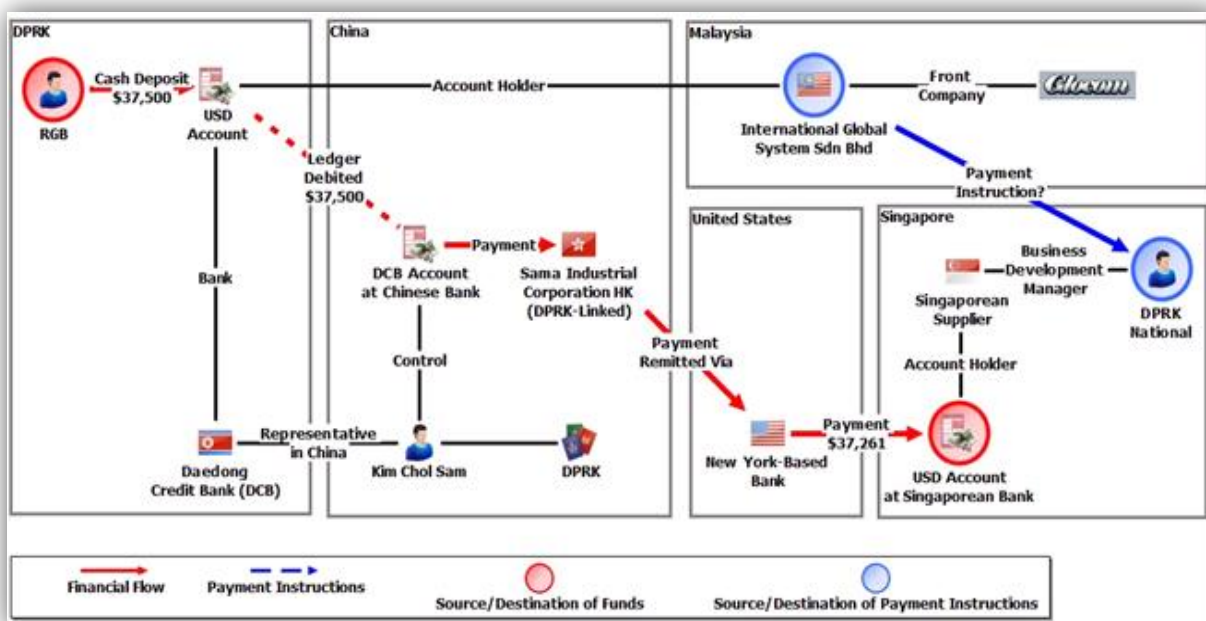 DPRK
China
Malaysia
Cash Deposit
$37,500
RGB
USD
Account
Account Holder
International Global
System Sdn Bhd
Front
Company
Glocom
Ledger
Debited
$37,500
Payment
Instruction?
United States
Singapore
Bank
DCB Account
at Chinese Bank
Payment
Sama Industrial
Corporation HK
(DPRK-Linked)
Business
Development
Manager
Singaporean
Supplier
DPRK
National
Control
Payment
Remitted Via
Account Holder
Daedong
Credit Bank (DCB)
Representative
in China
Kim Chol Sam
DPRK
New York-Based
Bank
Payment
$37,261
USD Account
at Singaporean Bank
Financial Flow
Payment Instructions
Source/Destination of Funds
Source/Destination of Payment Instructions